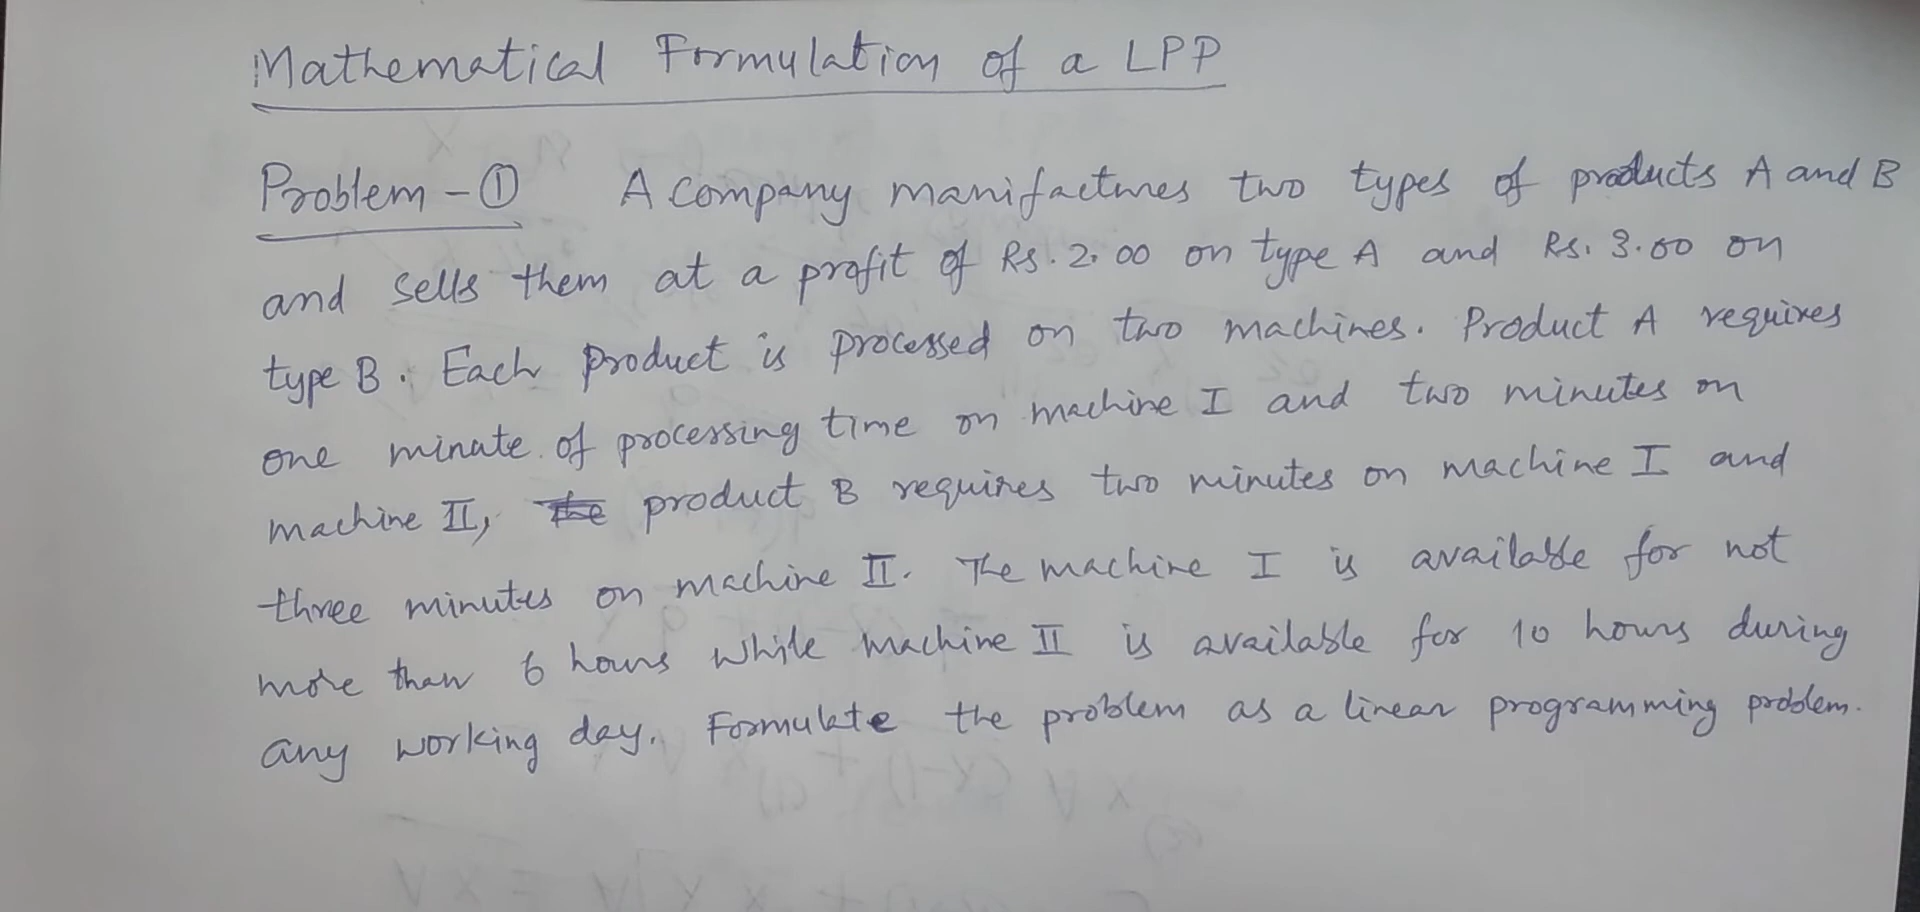 Mathematical Formulation of a LPP
Problem - ① A company manifactures two types of products A and B
and sells them at a profit of Rs. 2.00 on type A and Rs. 3.00 on
type B. Each product is processed on two machines. Product A requires
one minate of processing time on machine I and two minutes on
machine II, the product B requires two minutes on machine I and
three minutes on machine II. The machine I is available for not
more than 6 hours while machine II is available for 10 hours during
any working day. Formulate the problem as a linear programming problem.